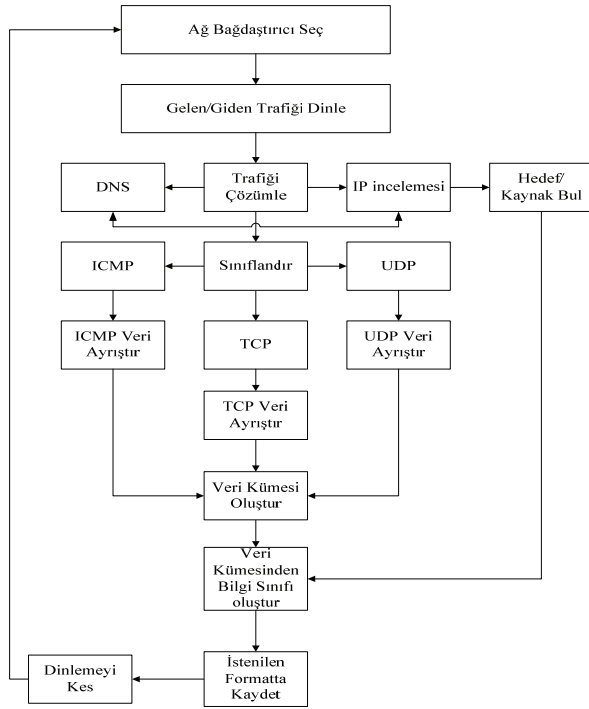 Ağ Bağdaştırıcı Seç
Gelen/Giden Trafiği Dinle
DNS
Trafiği
Çözümle
IP incelemesi
Hedef/
Kaynak Bul
ICMP
Sınıflandır
UDP
ICMP Veri
Ayrıştır
TCP
UDP Veri
Ayrıştır
TCP Veri
Ayrıştır
Veri Kümesi
Oluştur
Veri
Kümesinden
Bilgi Sınıfı
oluştur
Dinlemeyi
Kes
İstenilen
Formatta
Kaydet